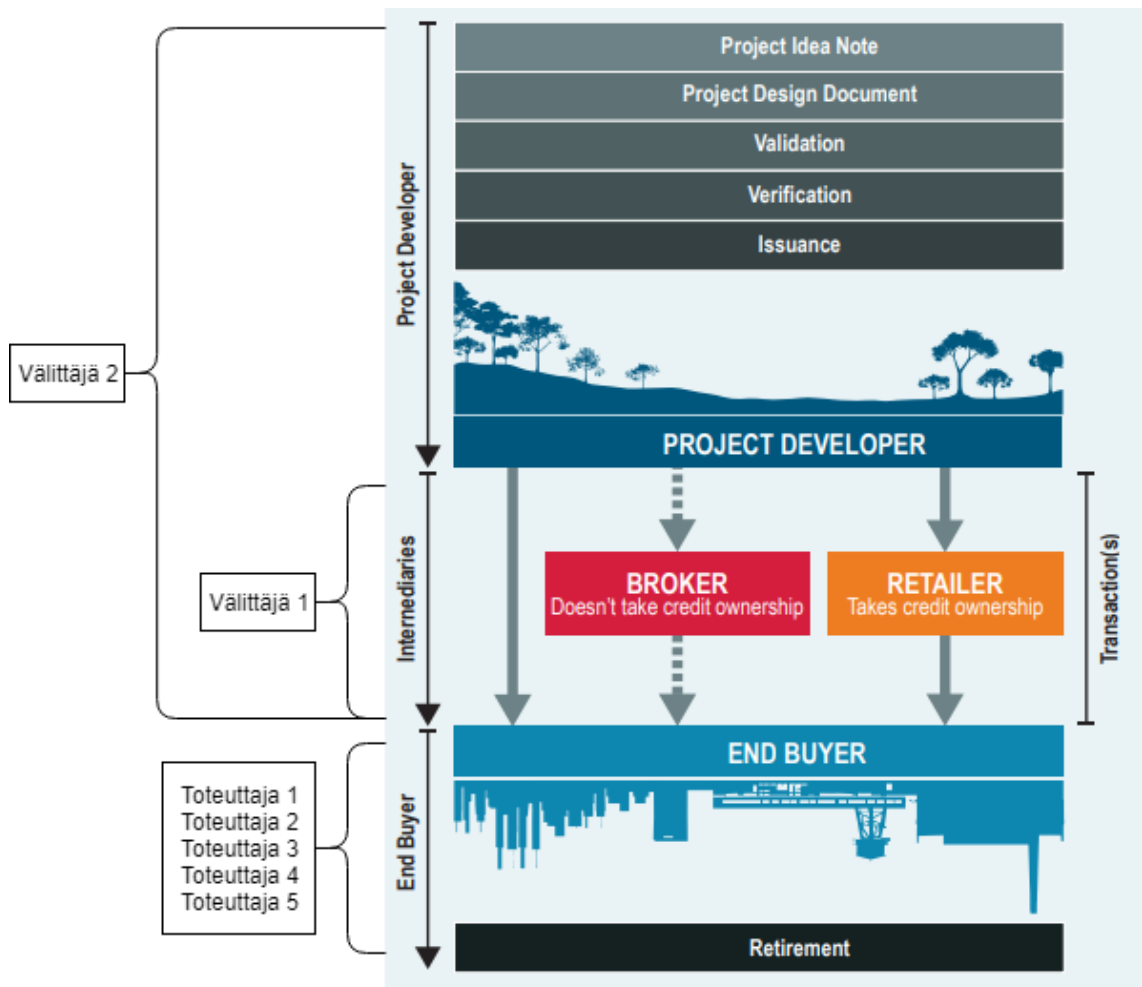 Project Idea Note
Project Design Document
Validation
Verification
Issuance
Project Developer
Välittäjä 2
PROJECT DEVELOPER
Internediaries
Välittäjä 1
BROKER
Doesn't take credit ownership
RETAILER
Takes credit ownership
Transaction(s)
END BUYER
End Buyer
Toteuttaja 1
Toteuttaja 2
Toteuttaja 3
Toteuttaja 4
Toteuttaja 5
Retirement